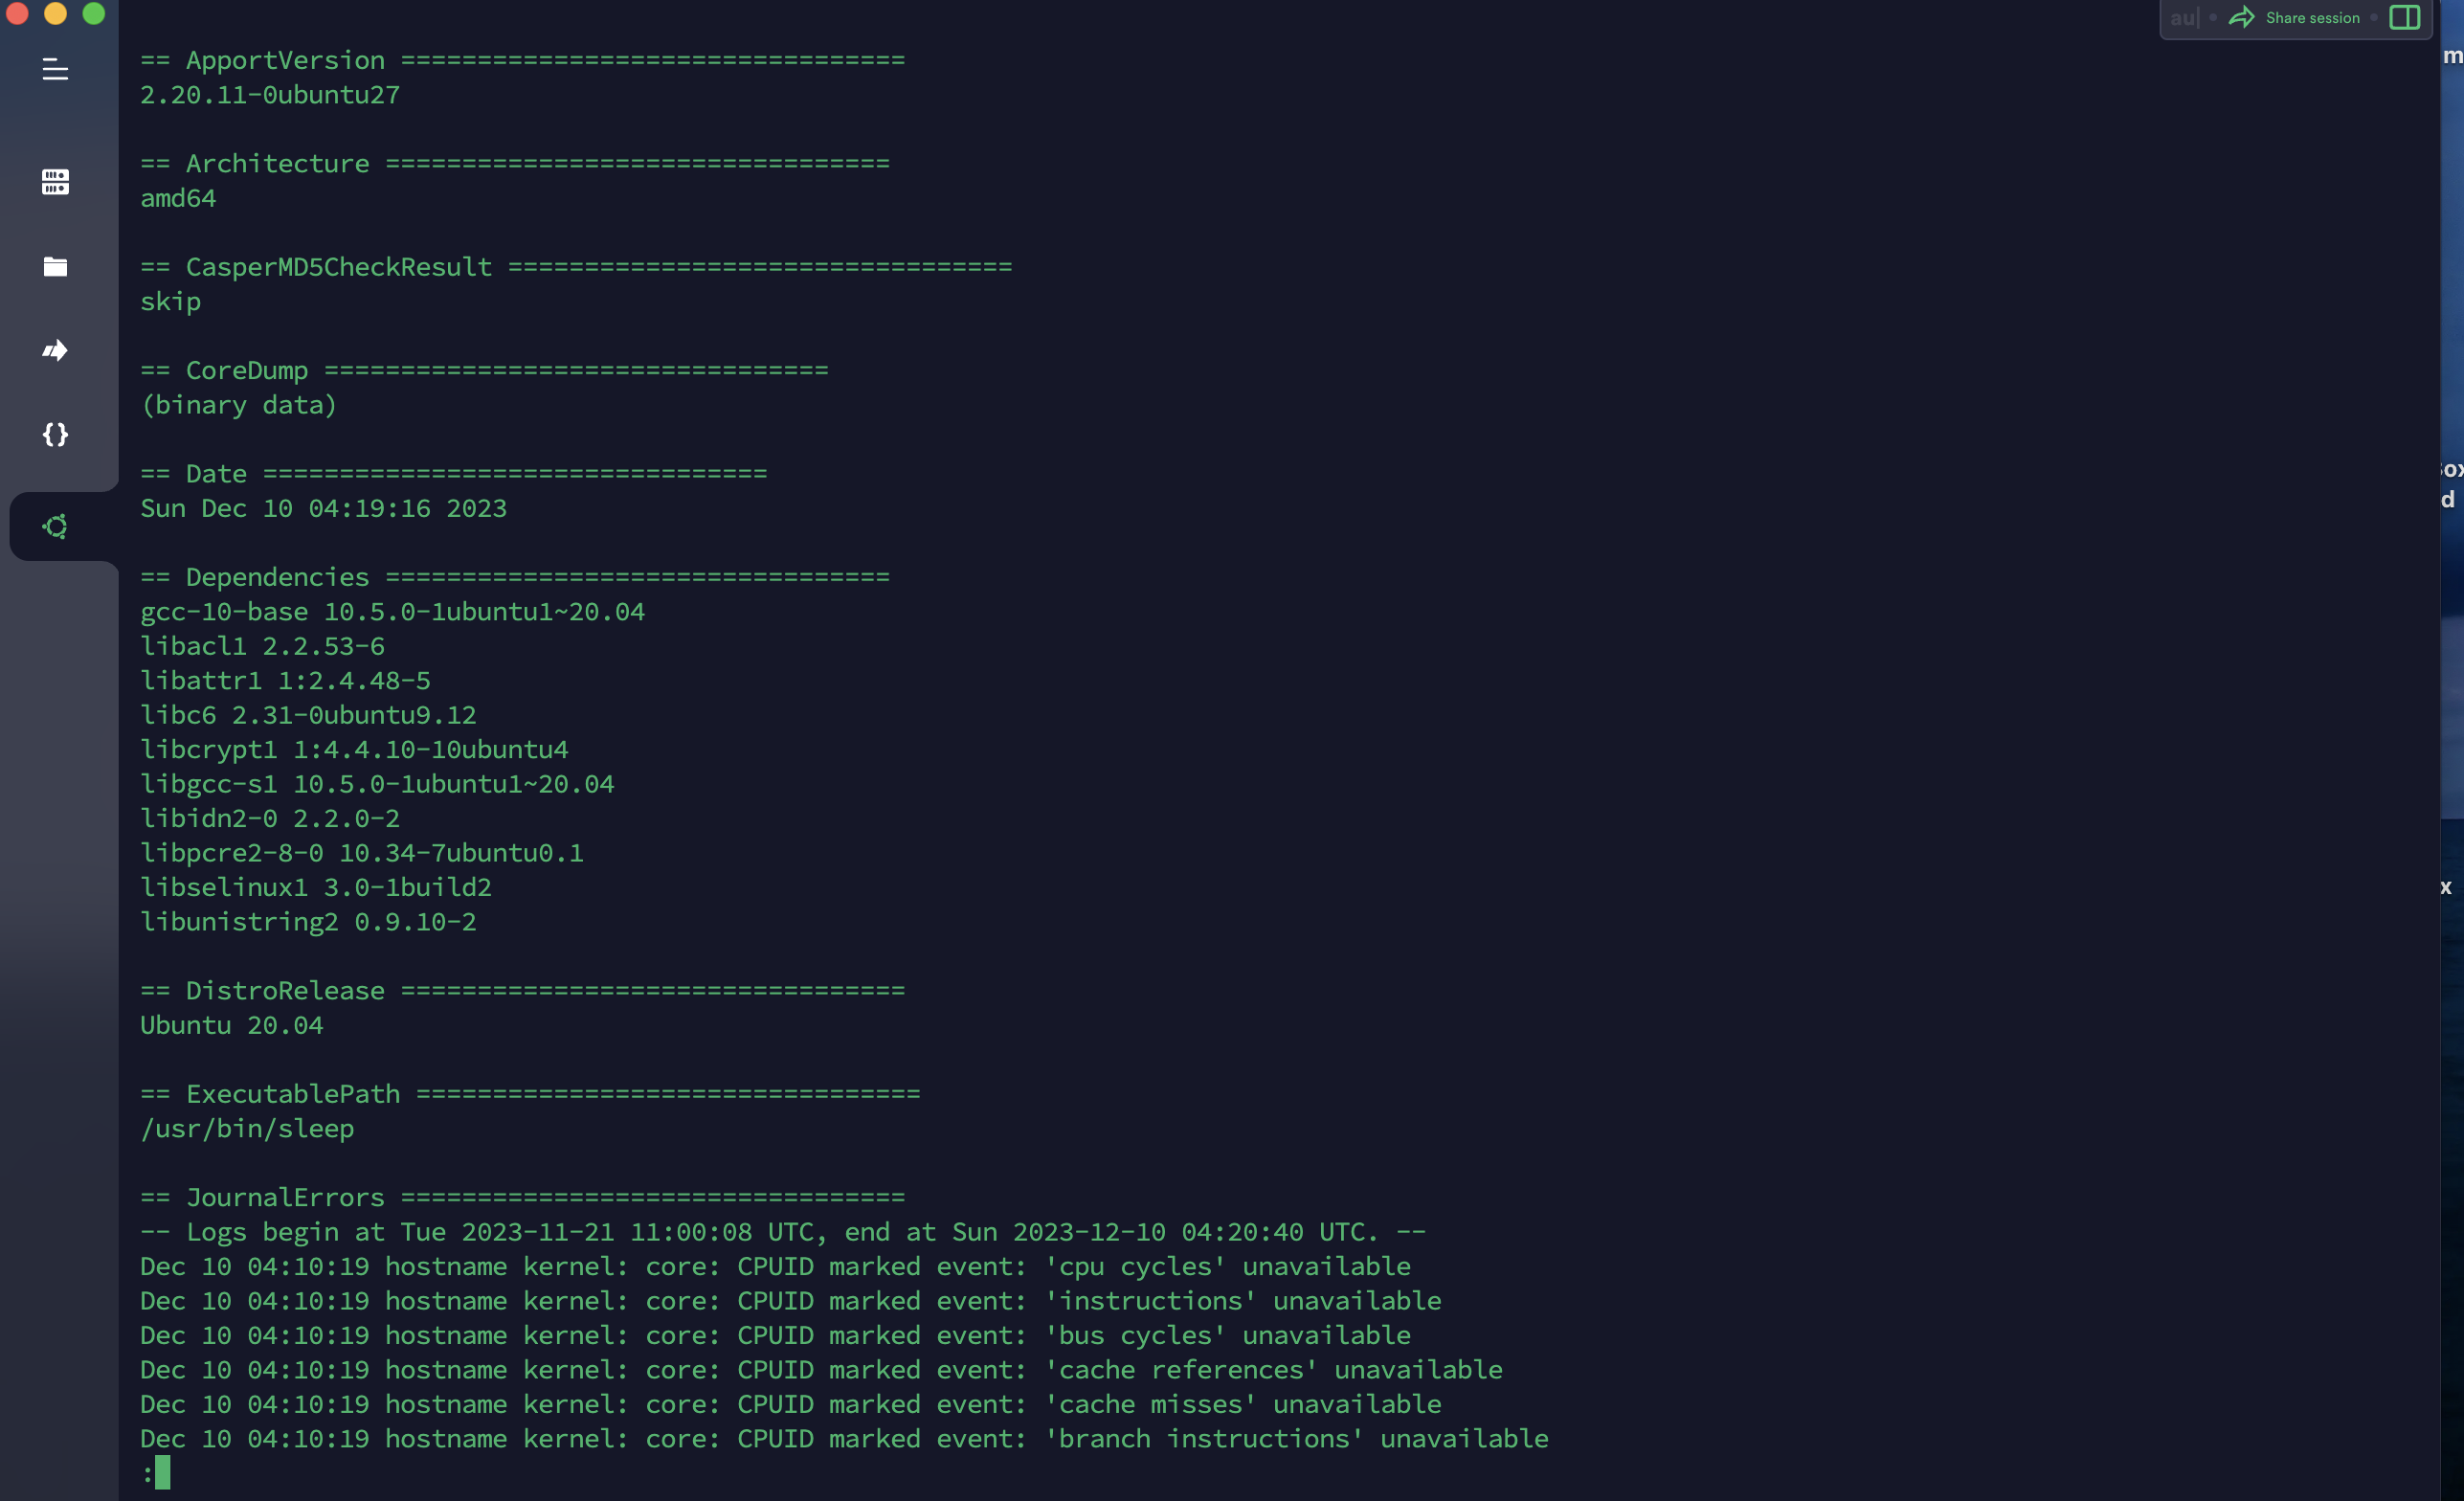 au
Share session
== ApportVersion =================================
2.20.11-0ubuntu27
== Architecture =================================
amd64
== CasperMD5CheckResult =================================
skip
== CoreDump =================================
(binary data)
== Date =================================
Sun Dec 10 04:19:16 2023
== Dependencies =================================
gcc-10-base 10.5.0-1ubuntu1~20.04
libacl1 2.2.53-6
libattr1 1:2.4.48-5
libc6 2.31-0ubuntu9.12
libcrypt1 1:4.4.10-10ubuntu4
libgcc-s1 10.5.0-1ubuntu1~20.04
libidn2-0 2.2.0-2
libpcre2-8-0 10.34-7ubuntu0.1
libselinux1 3.0-1build2
libunistring2 0.9.10-2
== DistroRelease =================================
Ubuntu 20.04
== ExecutablePath =================================
/usr/bin/sleep
== JournalErrors =================================
-- Logs begin at Tue 2023-11-21 11:00:08 UTC, end at Sun 2023-12-10 04:20:40 UTC. --
Dec 10 04:10:19 hostname kernel: core: CPUID marked event: 'cpu cycles' unavailable
Dec 10 04:10:19 hostname kernel: core: CPUID marked event: 'instructions' unavailable
Dec 10 04:10:19 hostname kernel: core: CPUID marked event: 'bus cycles' unavailable
Dec 10 04:10:19 hostname kernel: core: CPUID marked event: 'cache references' unavailable
Dec 10 04:10:19 hostname kernel: core: CPUID marked event: 'cache misses' unavailable
Dec 10 04:10:19 hostname kernel: core: CPUID marked event: 'branch instructions' unavailable
: